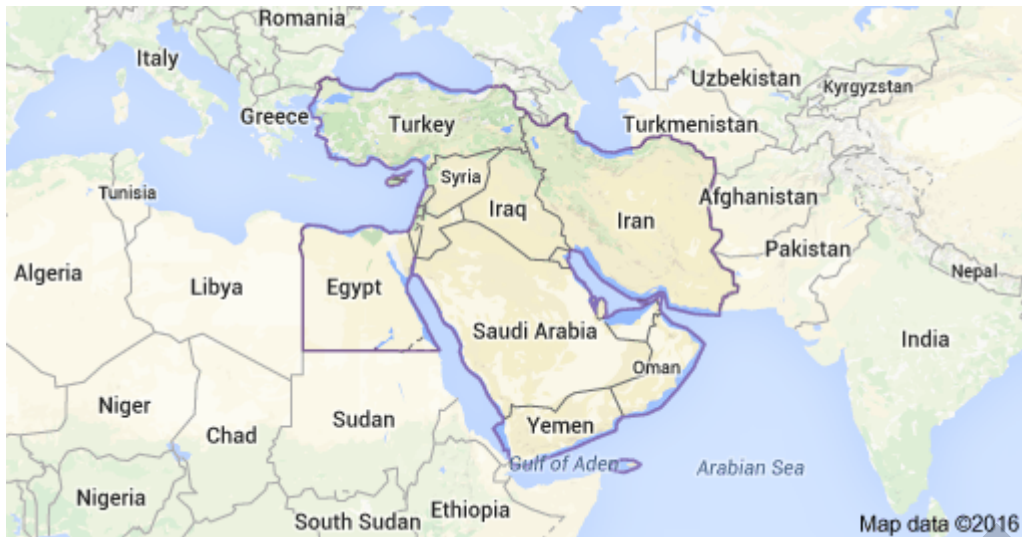 Romania
Italy
Uzbekistan
Kyrgyzstan
Greece
Turkey
Turkmenistan
Tunisia
Syria
Afghanistan
Iraq
Iran
Pakistan
Algeria
Libya
Egypt
Nepal
Saudi Arabia
India
Oman
Niger
Sudan
Yemen
Chad
Gulf of Aden
Arabian Sea
Nigeria
Ethiopia
South Sudan
Map data ©2016